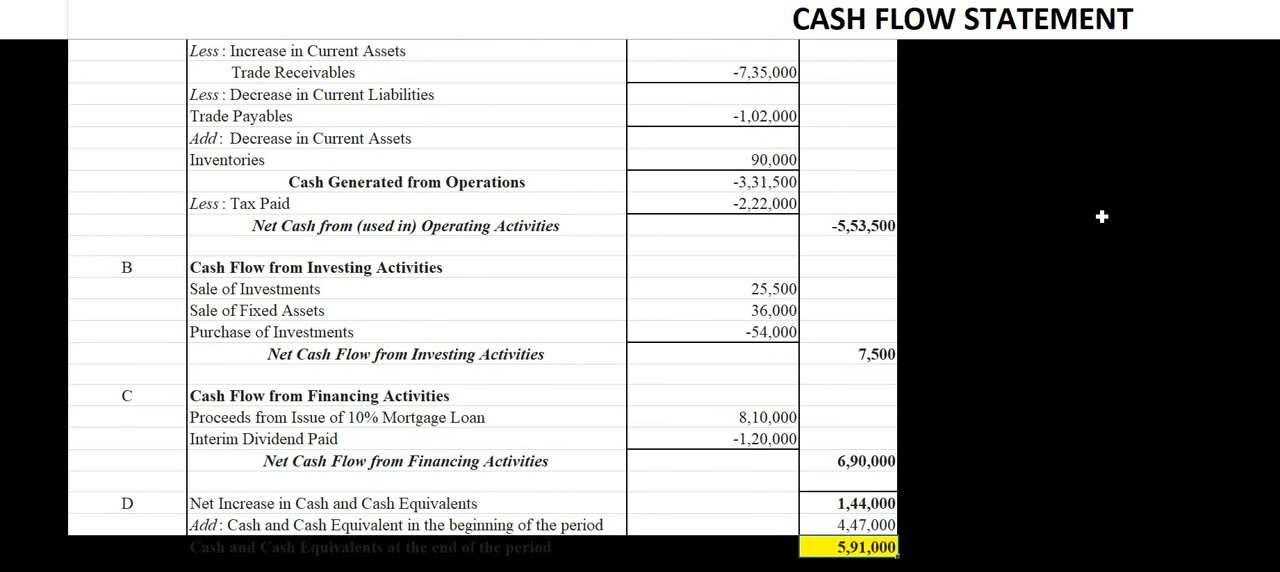 CASH FLOW STATEMENT
Less : Increase in Current Assets
Trade Receivables -7,35,000
Less : Decrease in Current Liabilities
Trade Payables -1,02,000
Add : Decrease in Current Assets
Inventories 90,000
Cash Generated from Operations -3,31,500
Less : Tax Paid -2,22,000
Net Cash from (used in) Operating Activities -5,53,500
B Cash Flow from Investing Activities
Sale of Investments 25,500
Sale of Fixed Assets 36,000
Purchase of Investments -54,000
Net Cash Flow from Investing Activities 7,500
C Cash Flow from Financing Activities
Proceeds from Issue of 10% Mortgage Loan 8,10,000
Interim Dividend Paid -1,20,000
Net Cash Flow from Financing Activities 6,90,000
D Net Increase in Cash and Cash Equivalents 1,44,000
Add : Cash and Cash Equivalent in the beginning of the period 4,47,000
Cash and Cash Equivalents at the end of the period 5,91,000